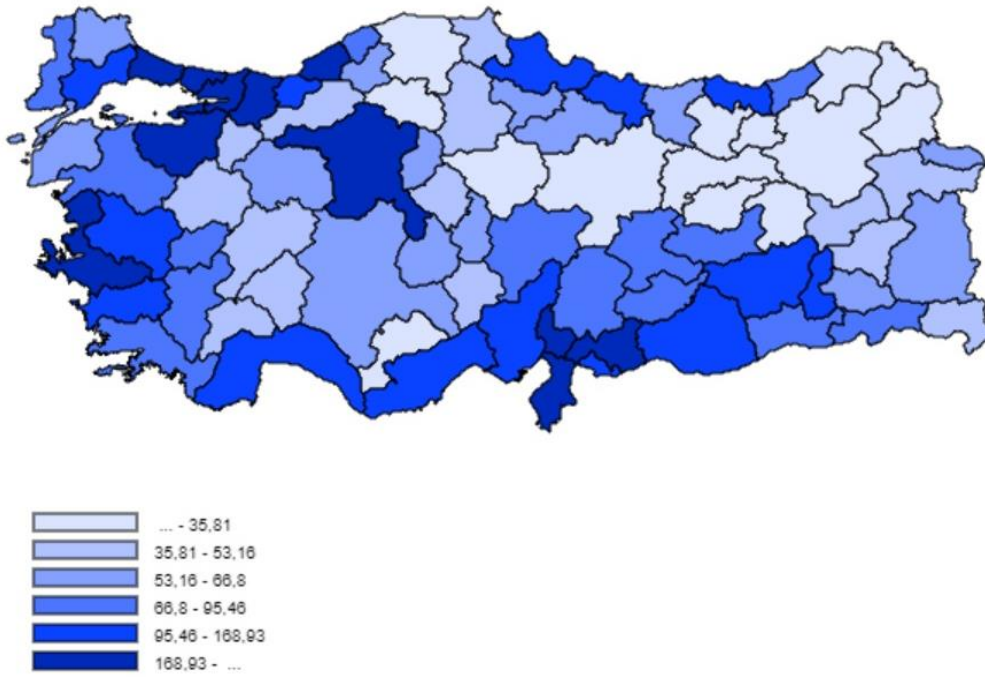 ... - 35,81
35,81 - 53,16
53,16 - 66,8
66,8 - 95,46
95,46 - 168,93
168,93 - ...